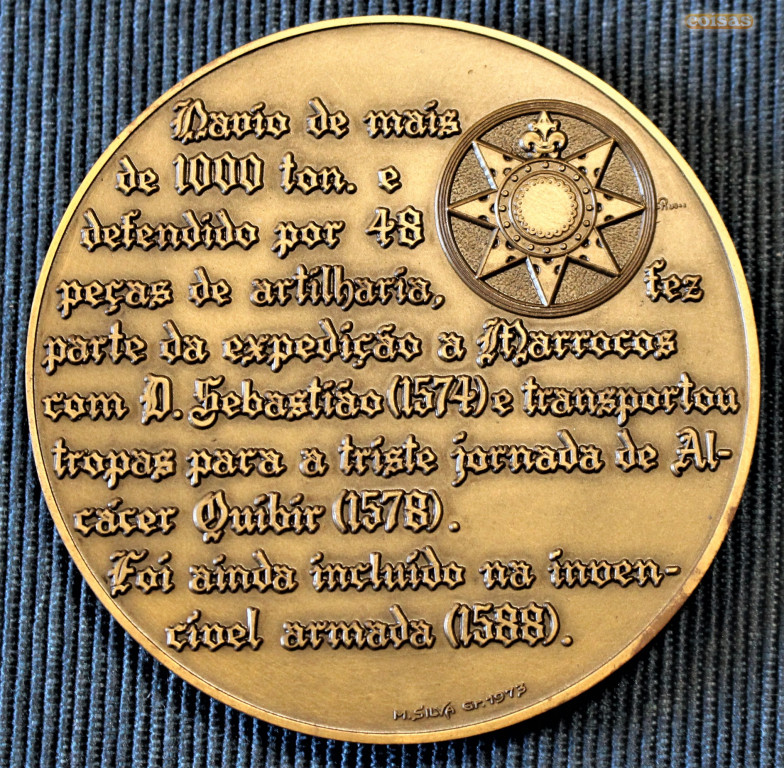 coisas
Navio de mais
de 1000 ton. e
defendido por 48
peças de artilharia, fez
parte da expedição a Marrocos
com D. Sebastião (1574) e transportou
tropas para a triste jornada de Al-
cácer Quibir (1578).
Foi ainda incluído na inven-
cível armada (1588).
M. SILVA Gr. 1973